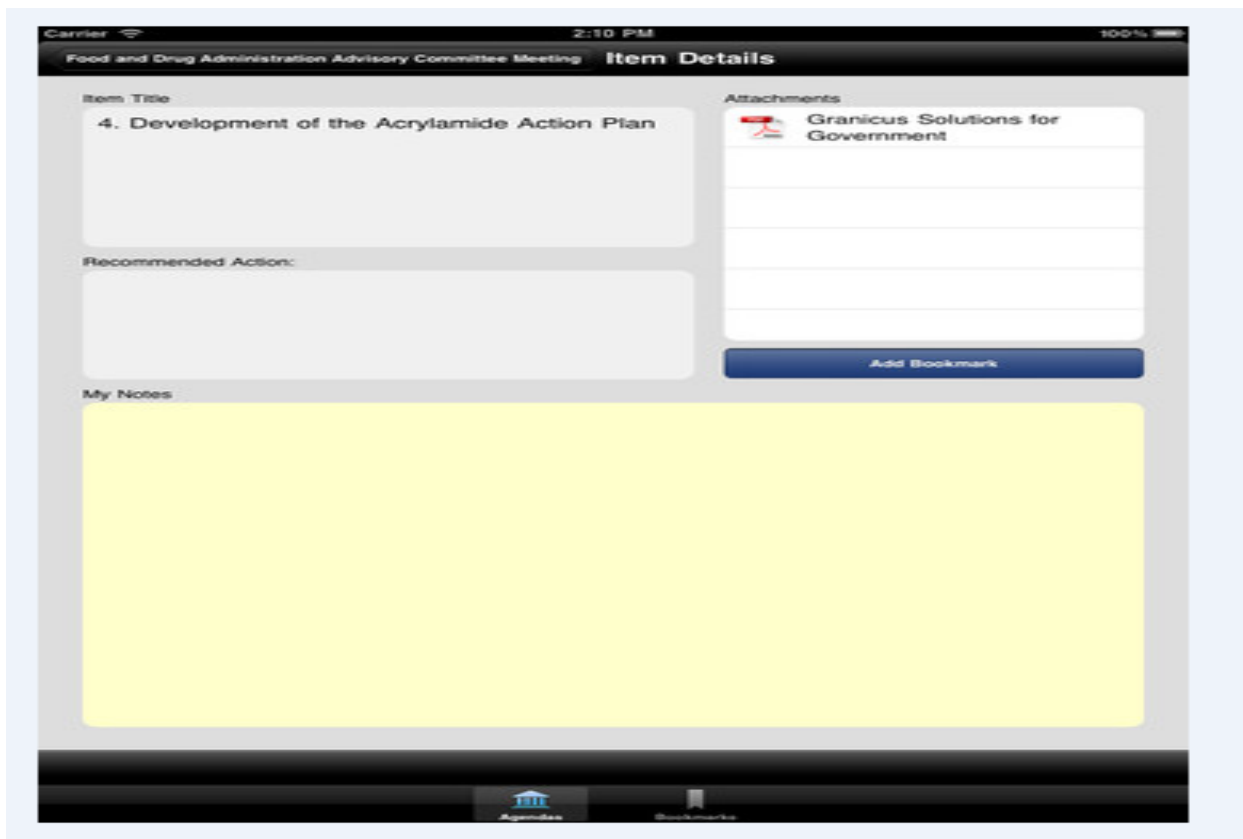 Carrier 2:10 PM 100%
Food and Drug Administration Advisory Committee Meeting Item Details
Item Title
4. Development of the Acrylamide Action Plan
Attachments
Granicus Solutions for
Government
Recommended Action:
Add Bookmark
My Notes
Agendas Bookmarks